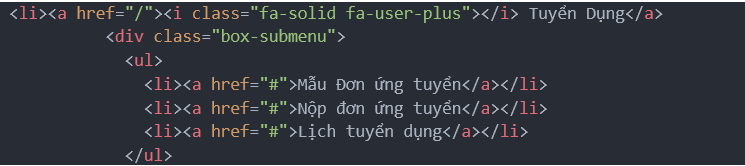 <li><a href="/"><i class="fa-solid fa-user-plus"></i> Tuyển Dụng</a>
<div class="box-submenu">
<ul>
<li><a href="#">Mẫu Đơn ứng tuyển</a></li>
<li><a href="#">Nộp đơn ứng tuyển</a></li>
<li><a href="#">Lịch tuyển dụng</a></li>
</ul>